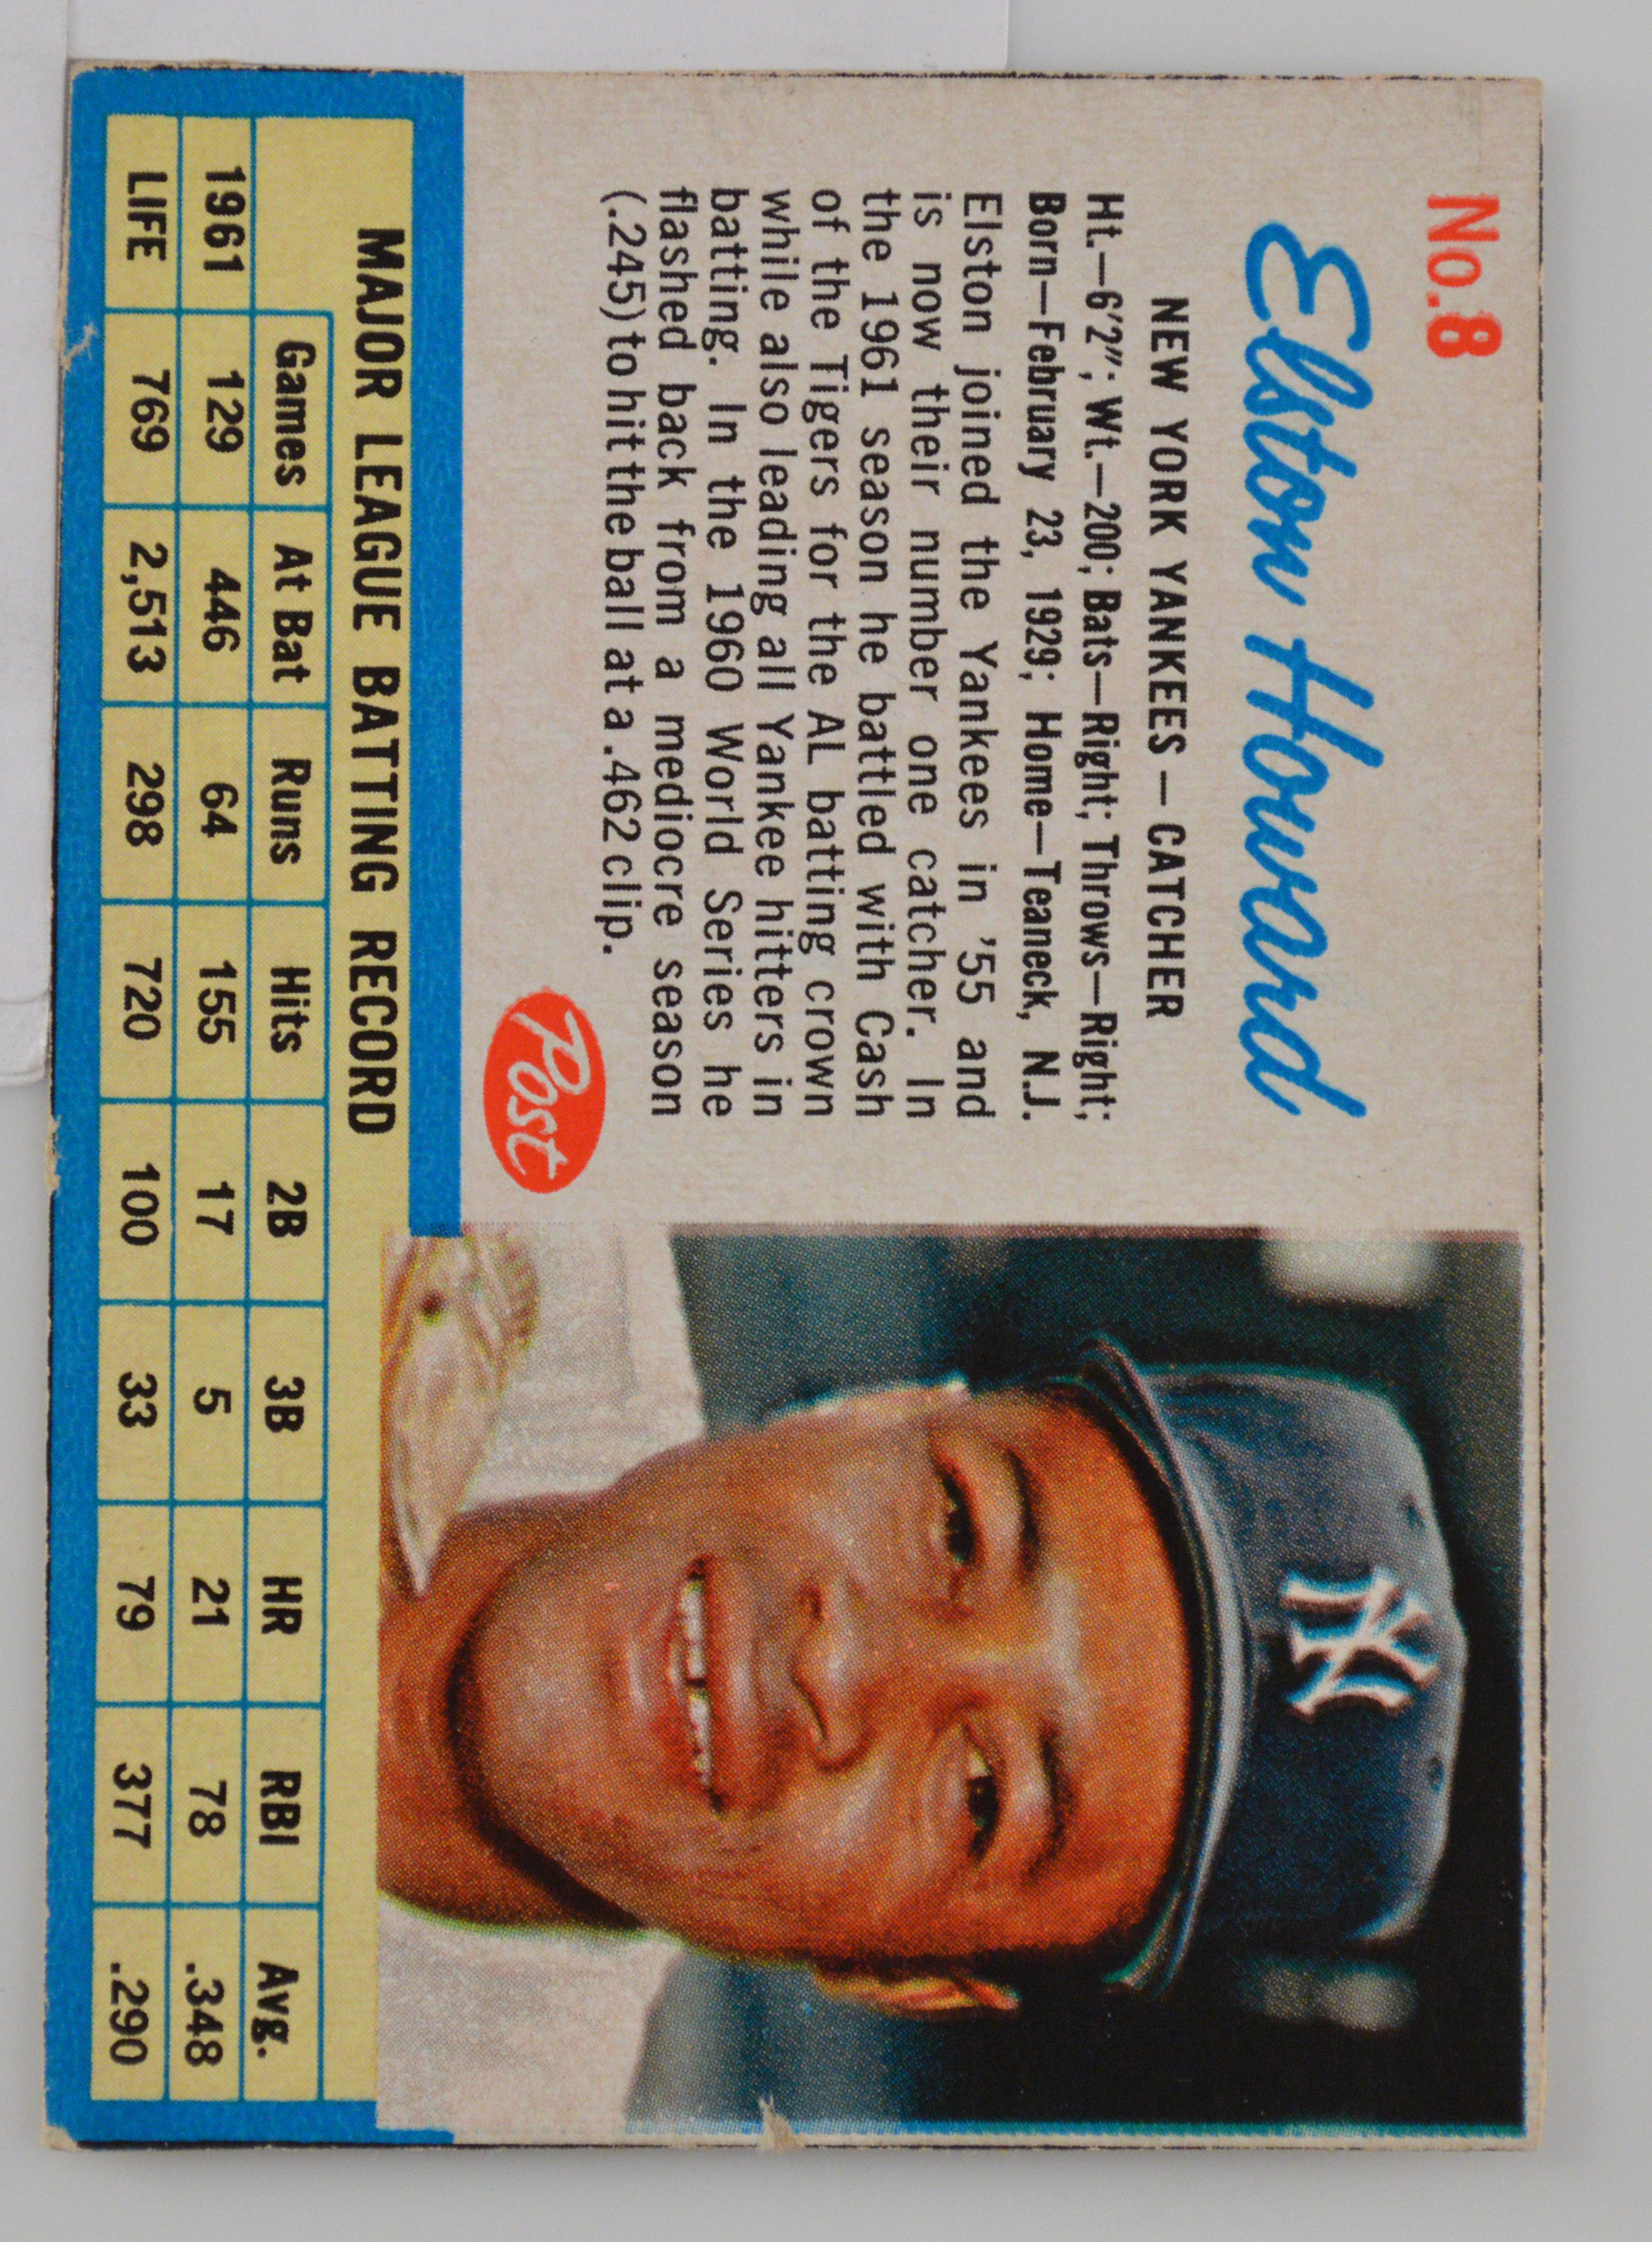 No.8
Elston Howard
NEW YORK YANKEES — CATCHER
Ht.—6'2"; Wt.—200; Bats—Right; Throws—Right;
Born—February 23, 1929; Home—Teaneck, N.J.
Elston joined the Yankees in '55 and
is now their number one catcher. In
the 1961 season he battled with Cash
of the Tigers for the AL batting crown
while also leading all Yankee hitters in
batting. In the 1960 World Series he
flashed back from a mediocre season
(.245) to hit the ball at a .462 clip.
Post
NY
MAJOR LEAGUE BATTING RECORD
Games At Bat Runs Hits 2B 3B HR RBI Avg.
1961 129 446 64 155 17 5 21 78 .348
LIFE 769 2,513 298 720 100 33 79 377 .290